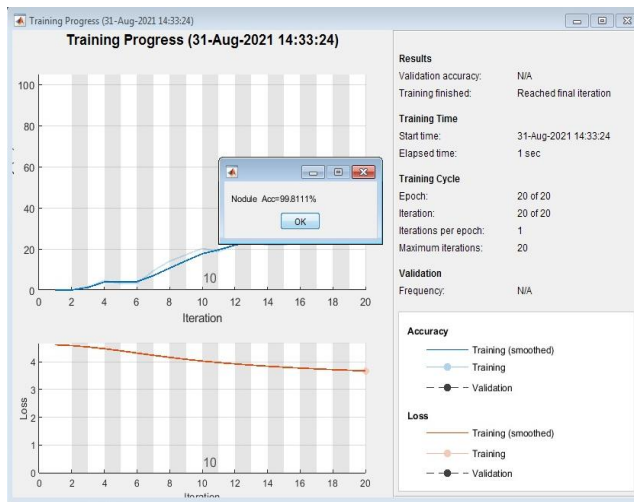 Training Progress (31-Aug-2021 14:33:24)
Training Progress (31-Aug-2021 14:33:24)
100
80
60
40
20
0
10
0 2 4 6 8 10 12 14 16 18 20
Iteration
Nodule Acc=99.8111%
OK
4
3
2
1
0
Loss
10
0 2 4 6 8 10 12 14 16 18 20
Iteration
Results
Validation accuracy: N/A
Training finished: Reached final iteration
Training Time
Start time: 31-Aug-2021 14:33:24
Elapsed time: 1 sec
Training Cycle
Epoch: 20 of 20
Iteration: 20 of 20
Iterations per epoch: 1
Maximum iterations: 20
Validation
Frequency: N/A
Accuracy
Training (smoothed)
Training
Validation
Loss
Training (smoothed)
Training
Validation